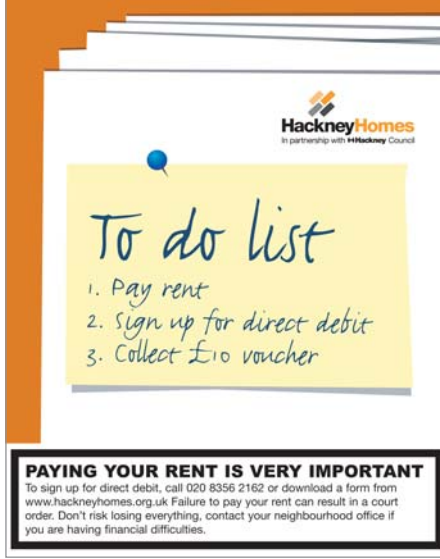 HackneyHomes
In partnership with Hackney Council
To do list
1. Pay rent
2. Sign up for direct debit
3. Collect £10 voucher
PAYING YOUR RENT IS VERY IMPORTANT
To sign up for direct debit, call 020 8356 2162 or download a form from
www.hackneyhomes.org.uk Failure to pay your rent can result in a court
order. Don't risk losing everything, contact your neighbourhood office if
you are having financial difficulties.